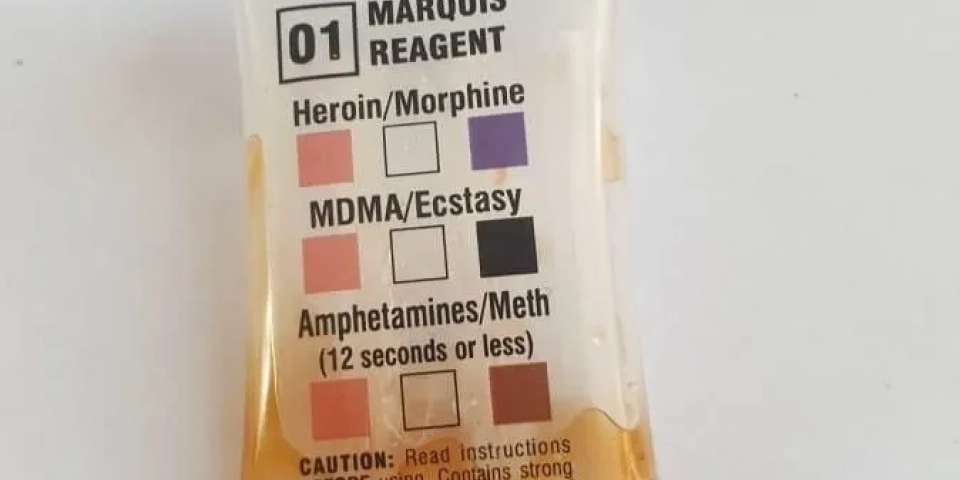 01
MARQUIS
REAGENT
Heroin/Morphine
MDMA/Ecstasy
Amphetamines/Meth
(12 seconds or less)
CAUTION: Read instructions
using. Contains strong